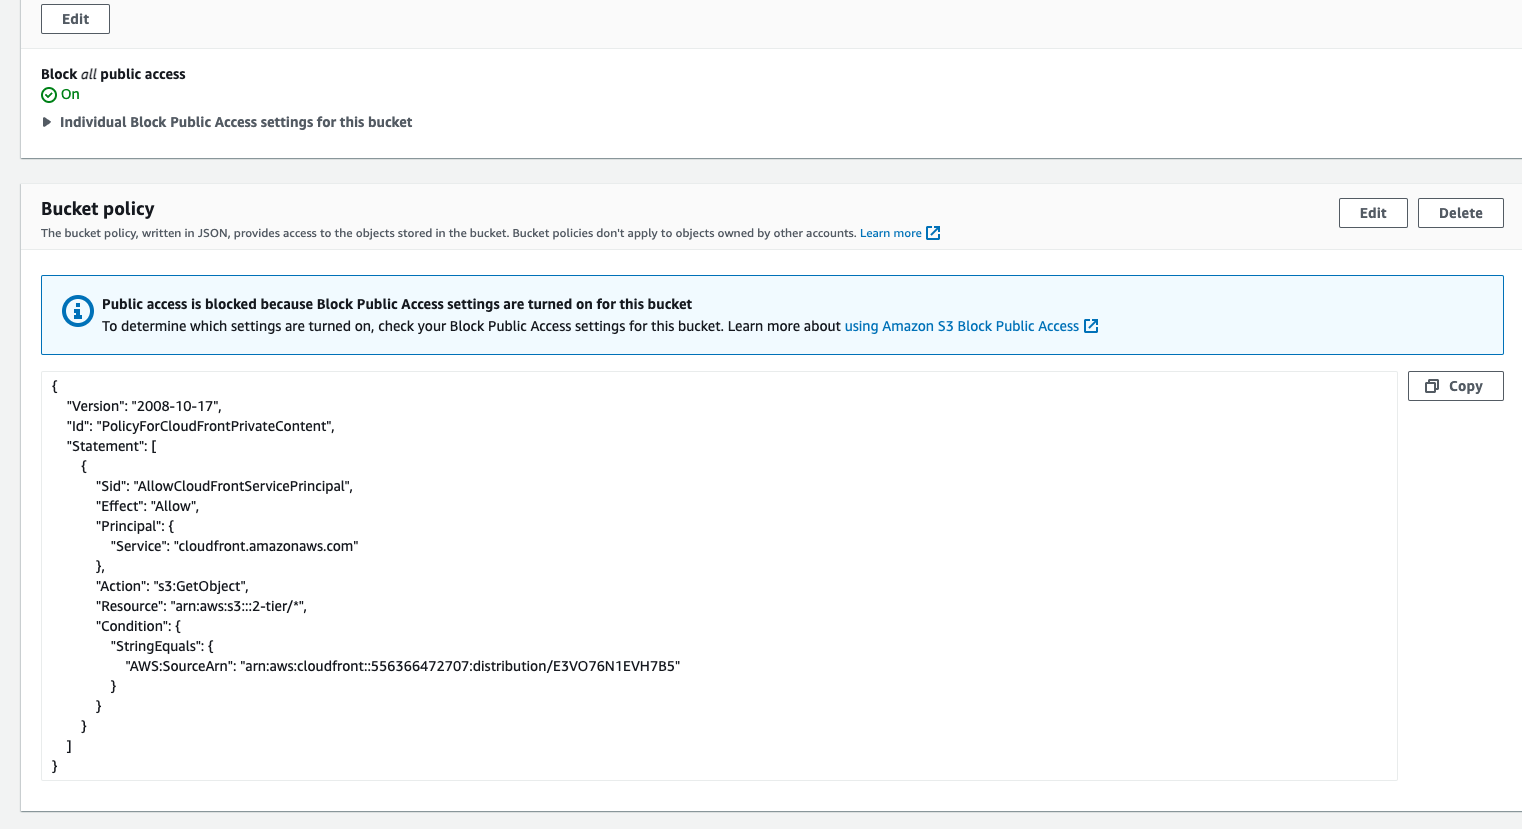 Edit
Block all public access
On
Individual Block Public Access settings for this bucket
Bucket policy
Edit
Delete
The bucket policy, written in JSON, provides access to the objects stored in the bucket. Bucket policies don't apply to objects owned by other accounts. Learn more
Public access is blocked because Block Public Access settings are turned on for this bucket
To determine which settings are turned on, check your Block Public Access settings for this bucket. Learn more about using Amazon S3 Block Public Access
Copy
{
"Version": "2008-10-17",
"Id": "PolicyForCloudFrontPrivateContent",
"Statement": [
{
"Sid": "AllowCloudFrontServicePrincipal",
"Effect": "Allow",
"Principal": {
"Service": "cloudfront.amazonaws.com"
},
"Action": "s3:GetObject",
"Resource": "arn:aws:s3:::2-tier/*",
"Condition": {
"StringEquals": {
"AWS:SourceArn": "arn:aws:cloudfront::556366472707:distribution/E3VO76N1EVH7B5"
}
}
}
]
}